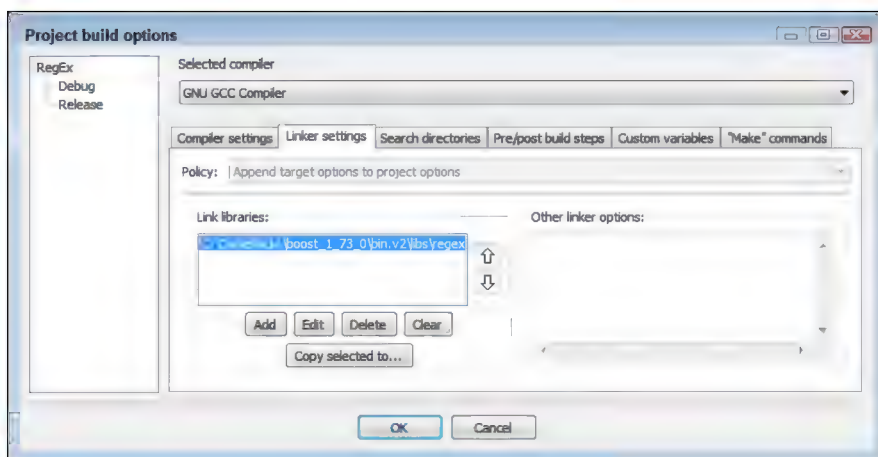 Project build options
RegEx
Debug
Release
Selected compiler
GNU GCC Compiler
Compiler settings
Linker settings
Search directories
Pre/post build steps
Custom variables
"Make" commands
Policy:
Append target options to project options
Link libraries:
Other linker options:
\boost_1_73_0\bin.v2\libs\regex
Add
Edit
Delete
Clear
Copy selected to...
OK
Cancel